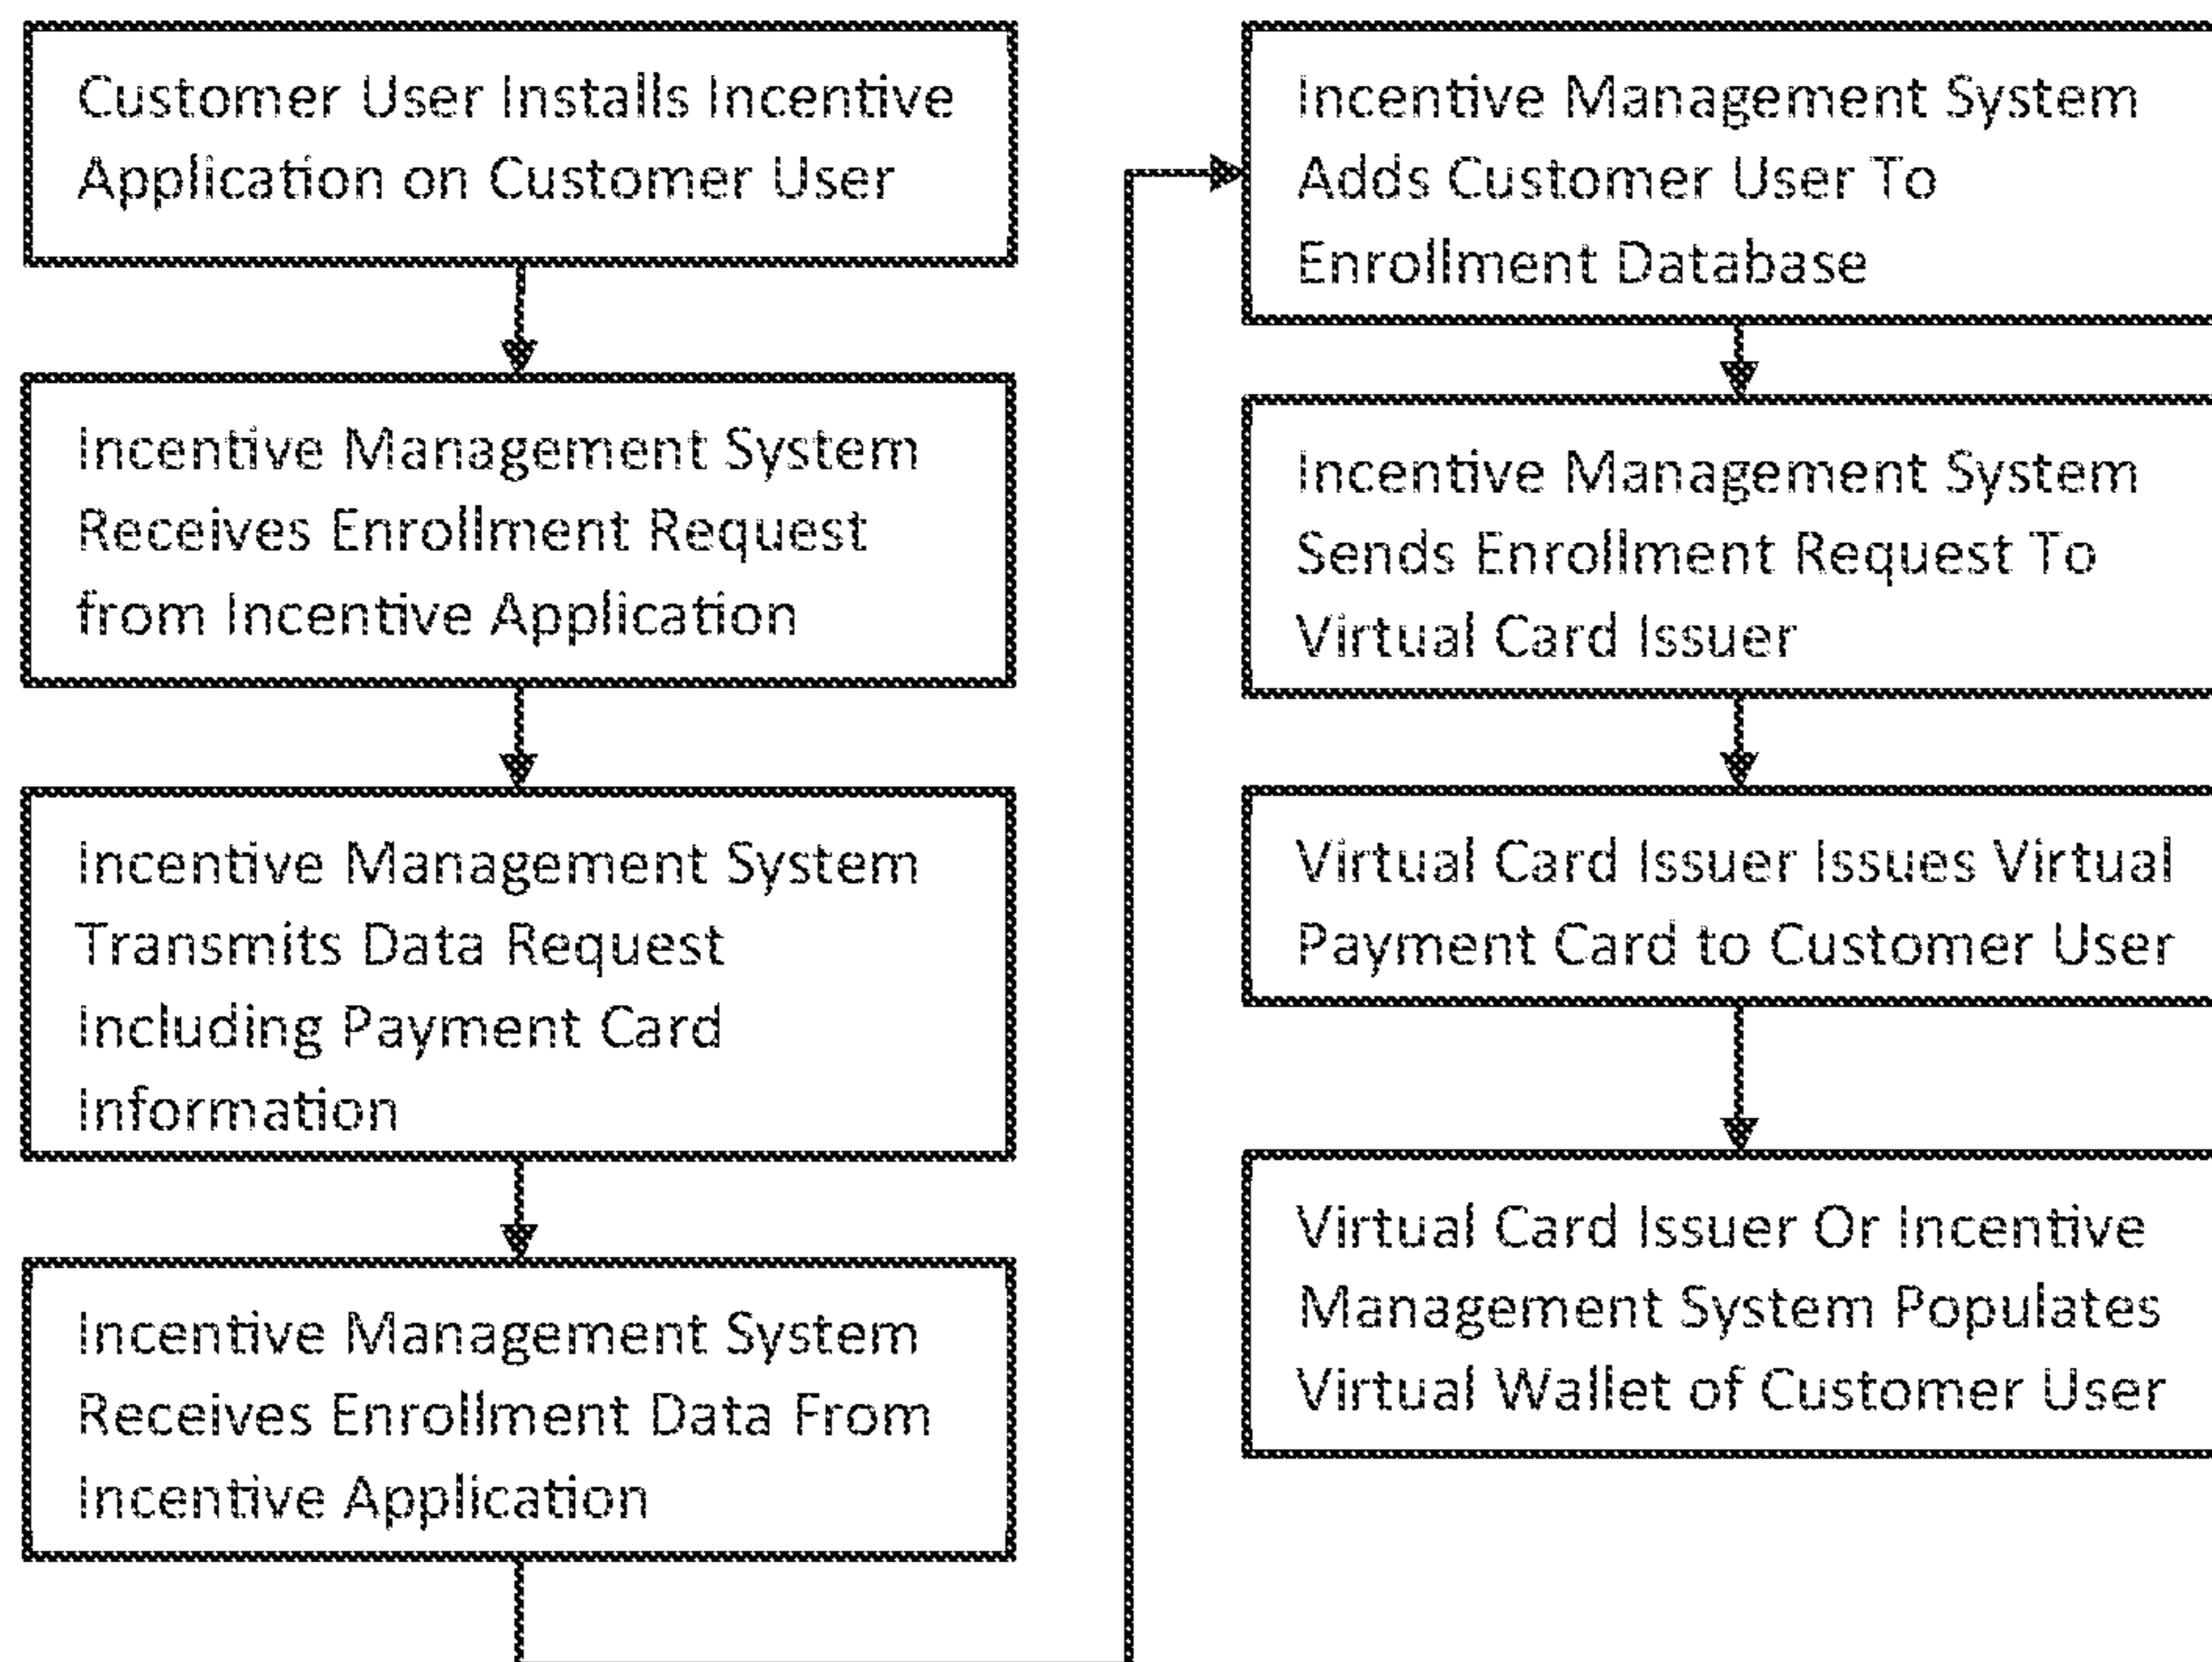 Customer User Installs Incentive
Application on Customer User
Incentive Management System
Receives Enrollment Request
from Incentive Application
Incentive Management System
Transmits Data Request
Including Payment Card
Information
Incentive Management System
Receives Enrollment Data From
Incentive Application
Incentive Management System
Adds Customer User To
Enrollment Database
Incentive Management System
Sends Enrollment Request To
Virtual Card Issuer
Virtual Card Issuer Issues Virtual
Payment Card to Customer User
Virtual Card Issuer Or Incentive
Management System Populates
Virtual Wallet of Customer User